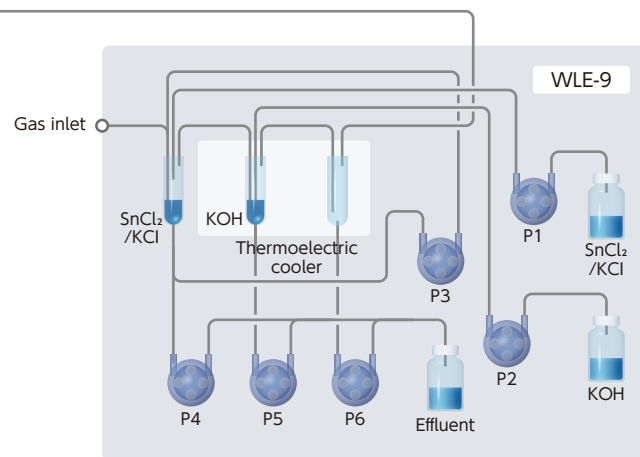 WLE-9
Gas inlet
SnCl₂
/KCl
KOH
Thermoelectric
cooler
P1
SnCl₂
/KCl
P3
P2
KOH
P4
P5
P6
Effluent